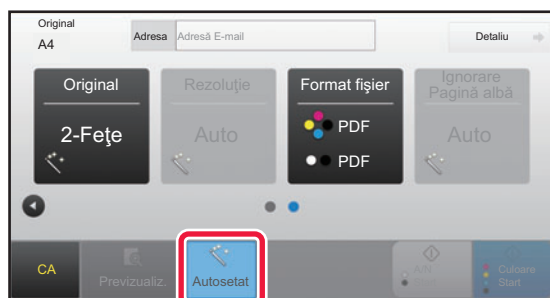 Original
A4
Adresa
Adresă E-mail
Detaliu
Original
2-Feţe
Rezoluţie
Auto
Format fişier
PDF
PDF
Ignorare
Pagină albă
Auto
CA
Previzualiz.
Autosetat
A/N
Start
Culoare
Start